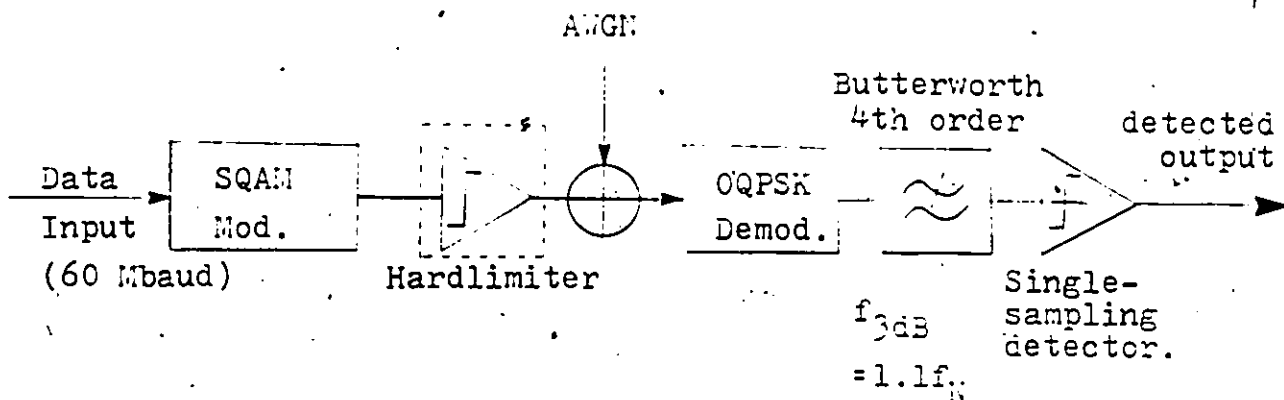 AWGN
Butterworth
4th order
detected
output
Data
Input
(60 Mbaud)
SQAM
Mod.
Hardlimiter
OQPSK
Demod.
Single-
sampling
detector.
f3dB
=1.1f